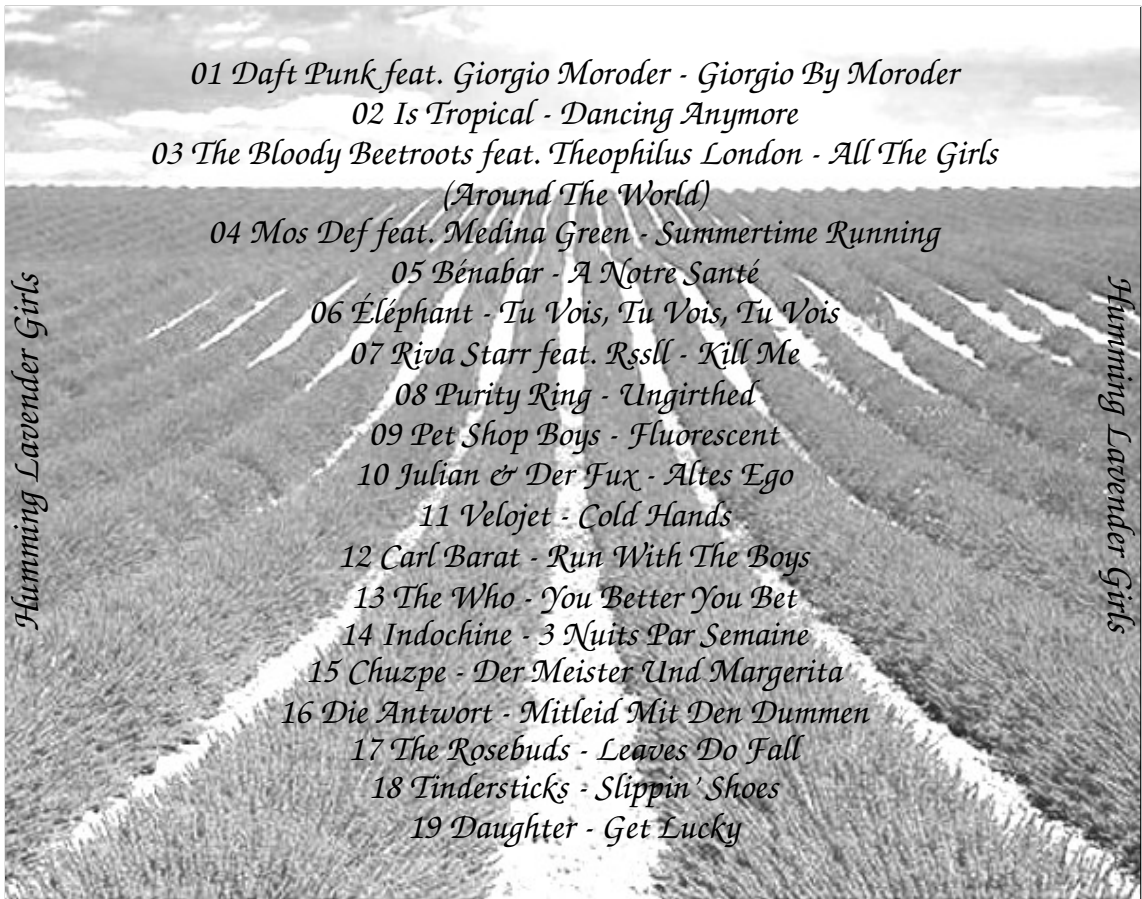 01 Daft Punk feat. Giorgio Moroder - Giorgio By Moroder
02 Is Tropical - Dancing Anymore
03 The Bloody Beetroots feat. Theophilus London - All The Girls
(Around The World)
04 Mos Def feat. Medina Green - Summertime Running
05 Bénabar - A Notre Santé
06 Éléphant - Tu Vois, Tu Vois, Tu Vois
07 Riva Starr feat. Rssll - Kill Me
08 Purity Ring - Ungirthed
09 Pet Shop Boys - Fluorescent
10 Julian & Der Fux - Altes Ego
11 Velojet - Cold Hands
12 Carl Barat - Run With The Boys
13 The Who - You Better You Bet
14 Indochine - 3 Nuits Par Semaine
15 Chuzpe - Der Meister Und Margerita
16 Die Antwort - Mitleid Mit Den Dummen
17 The Rosebuds - Leaves Do Fall
18 Tindersticks - Slippin' Shoes
19 Daughter - Get Lucky
Humming Lavender Girls
Humming Lavender Girls